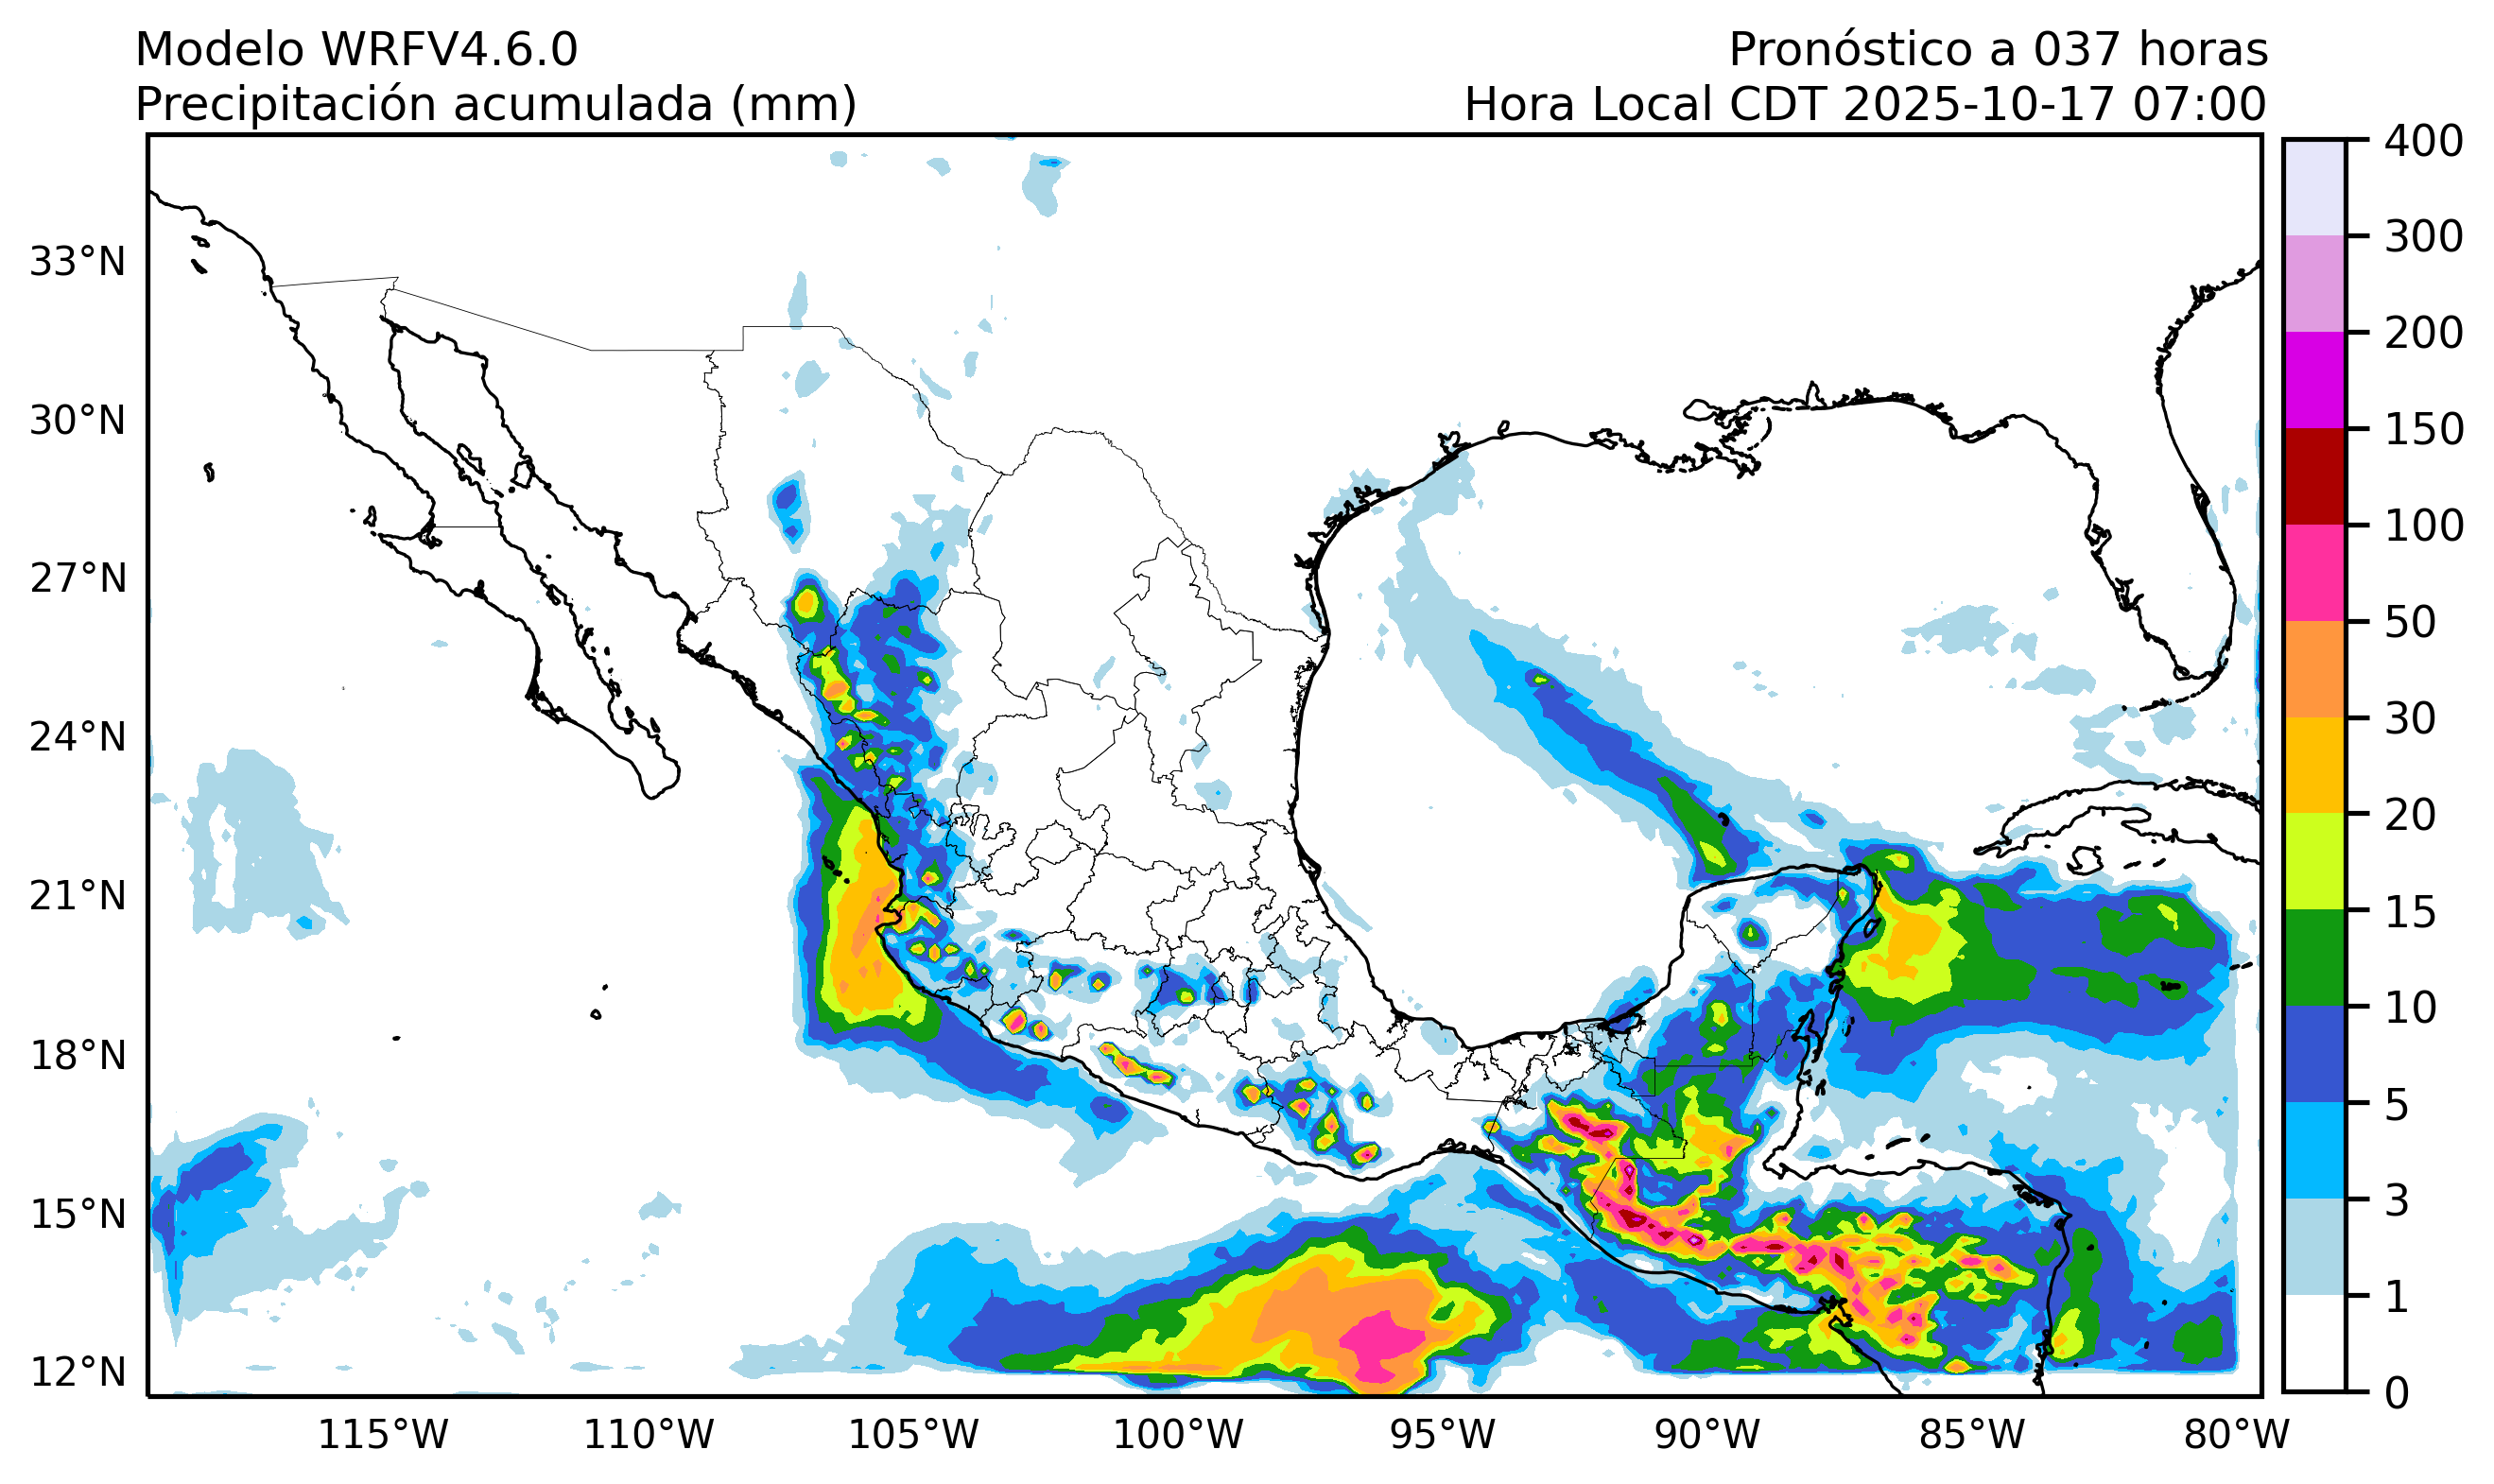 Modelo WRFV4.6.0
Pronóstico a 037 horas
Precipitación acumulada (mm)
Hora Local CDT 2025-10-17 07:00
33°N
30°N
27°N
24°N
21°N
18°N
15°N
12°N
115°W
110°W
105°W
100°W
95°W
90°W
85°W
80°W
400
300
200
150
100
50
30
20
15
10
5
3
1
0